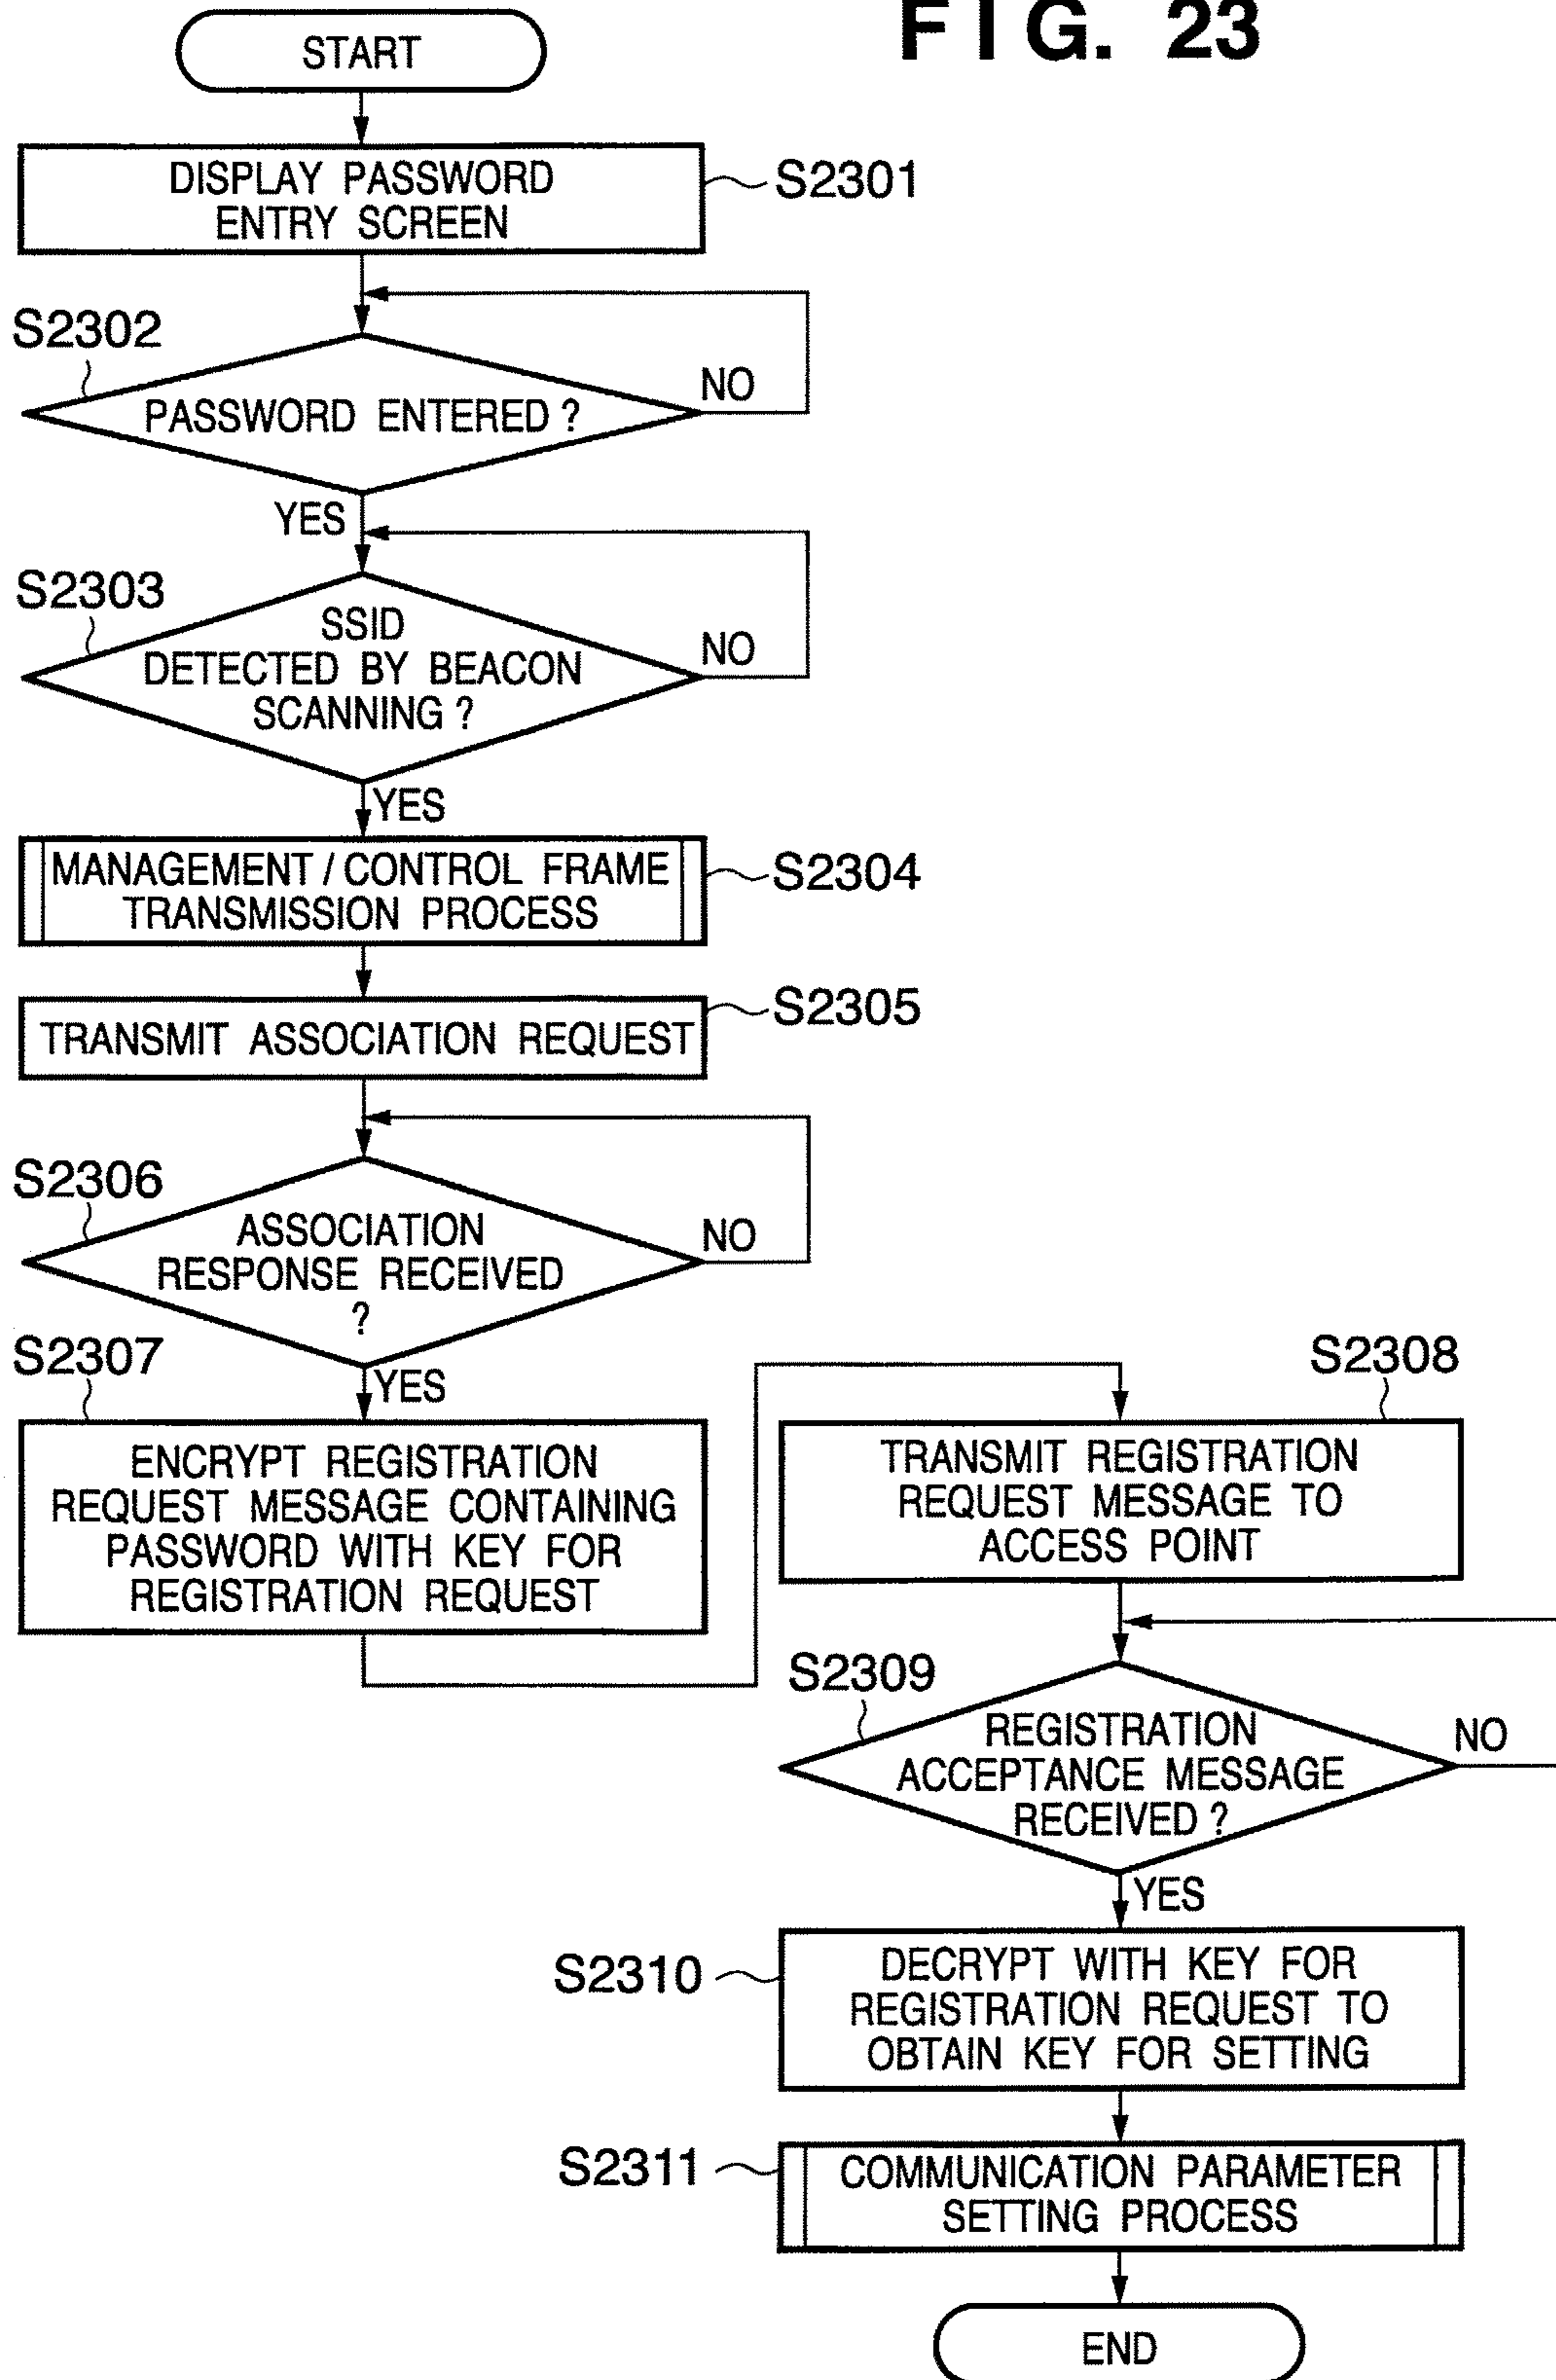 FIG. 23
START
DISPLAY PASSWORD
ENTRY SCREEN
S2301
S2302
PASSWORD ENTERED ?
NO
YES
S2303
SSID
DETECTED BY BEACON
SCANNING ?
NO
YES
MANAGEMENT / CONTROL FRAME
TRANSMISSION PROCESS
S2304
TRANSMIT ASSOCIATION REQUEST
S2305
S2306
ASSOCIATION
RESPONSE RECEIVED
?
NO
YES
S2307
ENCRYPT REGISTRATION
REQUEST MESSAGE CONTAINING
PASSWORD WITH KEY FOR
REGISTRATION REQUEST
S2308
TRANSMIT REGISTRATION
REQUEST MESSAGE TO
ACCESS POINT
S2309
REGISTRATION
ACCEPTANCE MESSAGE
RECEIVED ?
NO
YES
S2310
DECRYPT WITH KEY FOR
REGISTRATION REQUEST TO
OBTAIN KEY FOR SETTING
S2311
COMMUNICATION PARAMETER
SETTING PROCESS
END